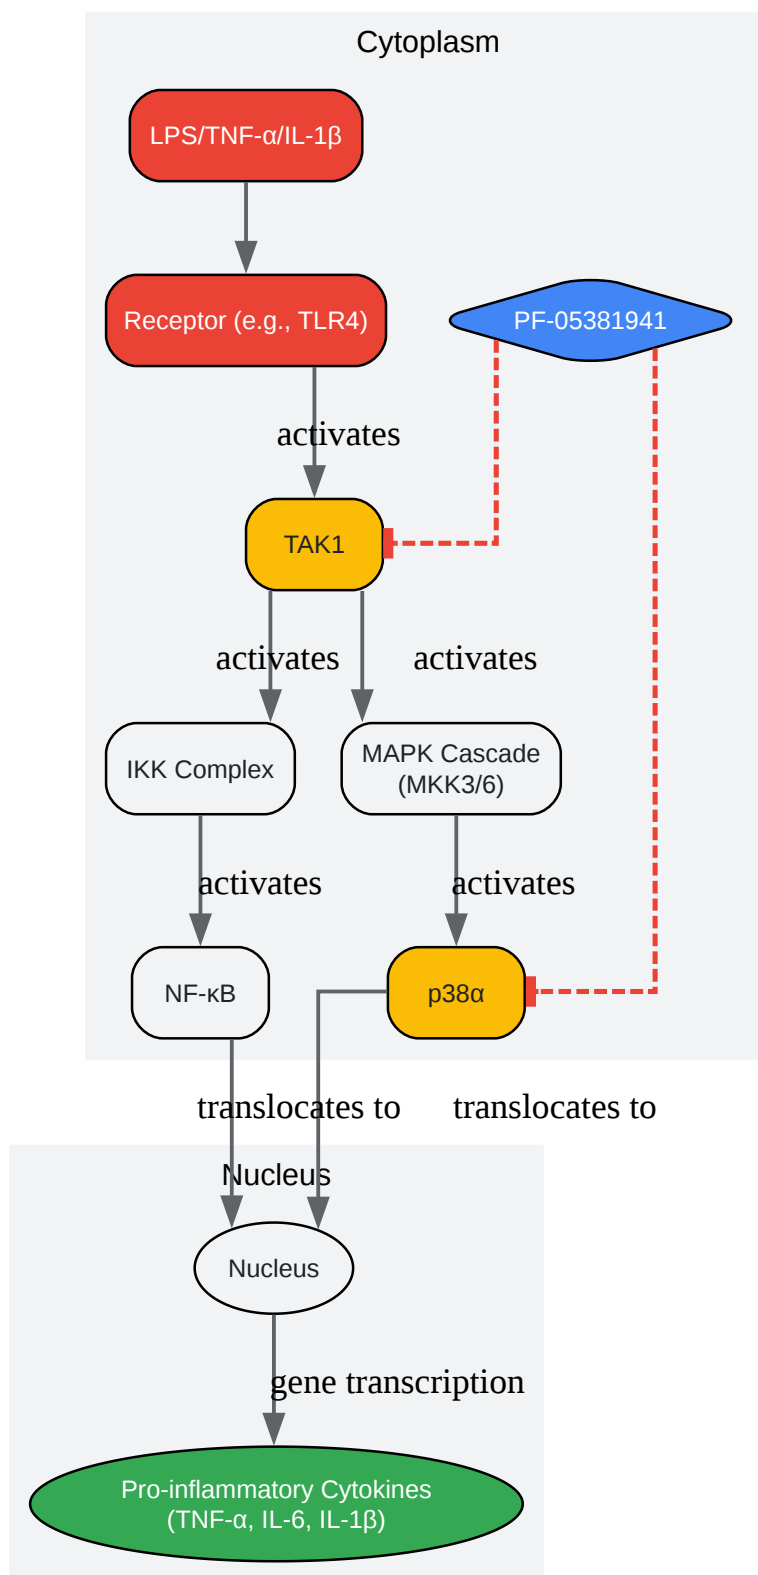 Cytoplasm
LPS/TNF-α/IL-1β
Receptor (e.g., TLR4)
PF-05381941
activates
TAK1
activates
activates
IKK Complex
MAPK Cascade
(MKK3/6)
activates
activates
NF-κB
p38α
translocates to
translocates to
Nucleus
Nucleus
gene transcription
Pro-inflammatory Cytokines
(TNF-α, IL-6, IL-1β)